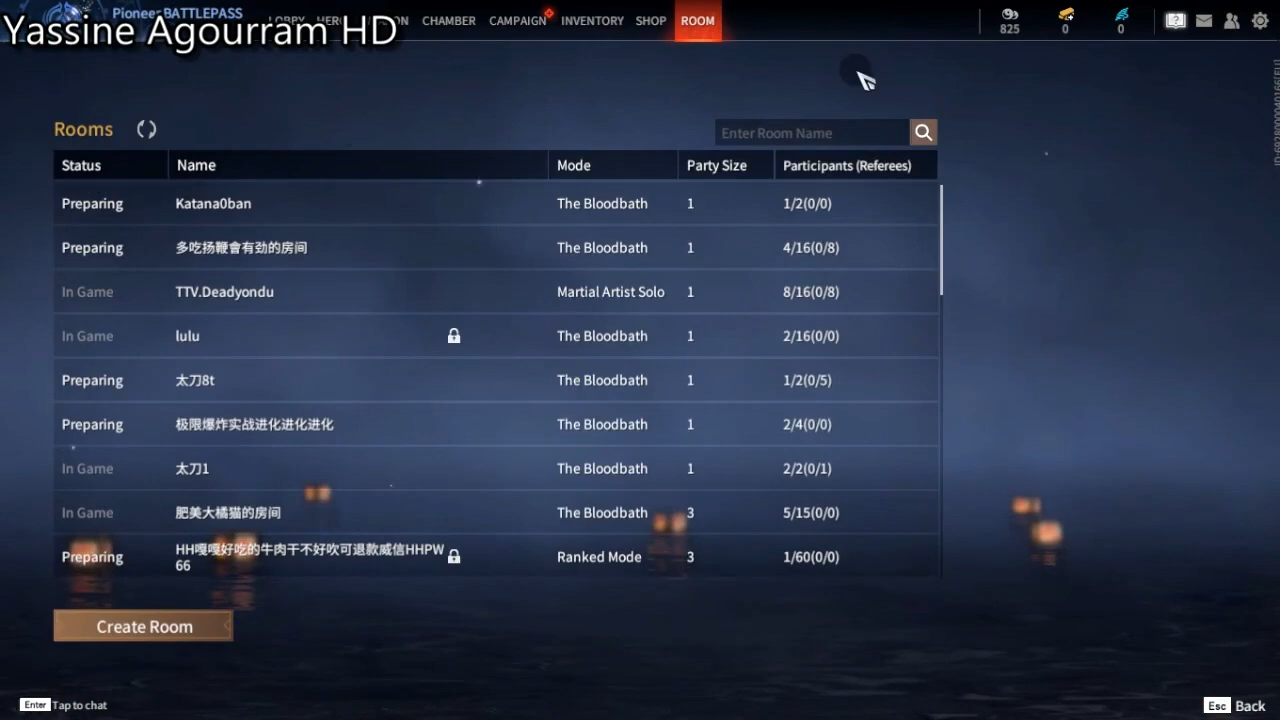 Pioneer BATTLEPASS
Yassine Agourram HD
CHAMBER
CAMPAIGN
INVENTORY
SHOP
ROOM
825
0
0
Rooms
Enter Room Name
Status Name Mode Party Size Participants (Referees)
Preparing Katana0ban The Bloodbath 1 1/2(0/0)
Preparing 多吃扬鞭會有劲的房间 The Bloodbath 1 4/16(0/8)
In Game TTV.Deadyondu Martial Artist Solo 1 8/16(0/8)
In Game lulu The Bloodbath 1 2/16(0/0)
Preparing 太刀8t The Bloodbath 1 1/2(0/5)
Preparing 极限爆炸实战进化进化进化 The Bloodbath 1 2/4(0/0)
In Game 太刀1 The Bloodbath 1 2/2(0/1)
In Game 肥美大橘猫的房间 The Bloodbath 3 5/15(0/0)
Preparing HH嘎嘎好吃的牛肉干不好吹可退款威信HHPW Ranked Mode 3 1/60(0/0)
66
Create Room
Enter Tap to chat
Esc Back